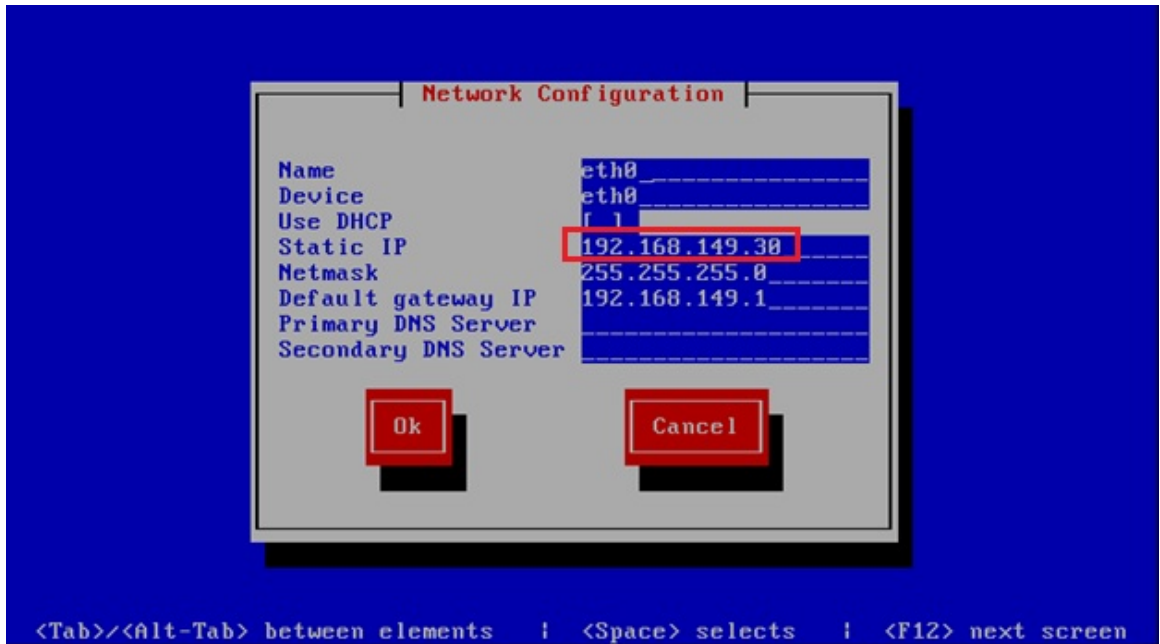 Network Configuration
Name eth0
Device eth0
Use DHCP [ ]
Static IP 192.168.149.30
Netmask 255.255.255.0
Default gateway IP 192.168.149.1
Primary DNS Server
Secondary DNS Server
Ok Cancel
<Tab>/<Alt-Tab> between elements | <Space> selects | <F12> next screen